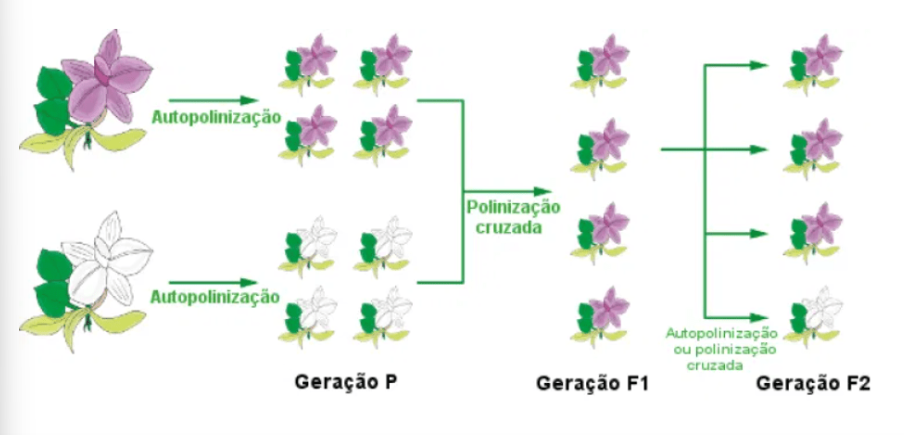 Autopolinização
Polinização
cruzada
Autopolinização
Autopolinização
ou polinização
cruzada
Geração P
Geração F1
Geração F2